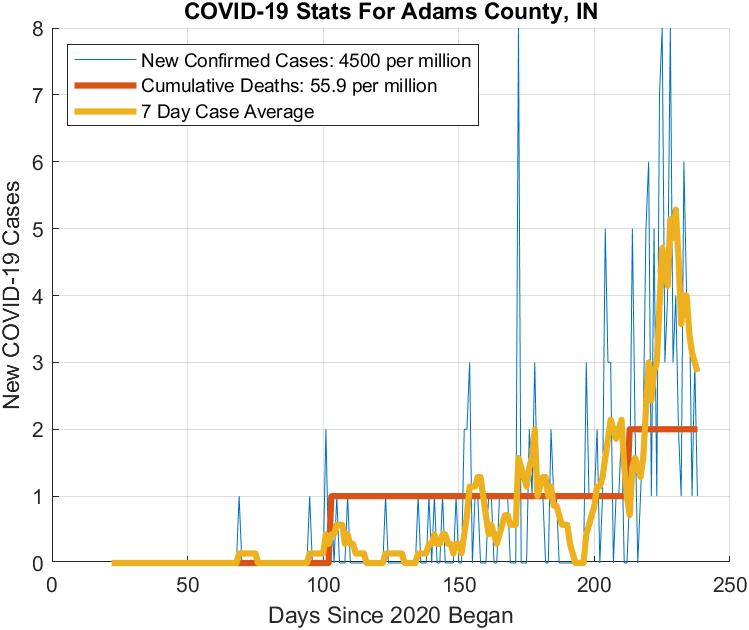 COVID-19 Stats For Adams County, IN
New Confirmed Cases: 4500 per million
Cumulative Deaths: 55.9 per million
7 Day Case Average
New COVID-19 Cases
8
7
6
5
4
3
2
1
0
0 50 100 150 200 250
Days Since 2020 Began